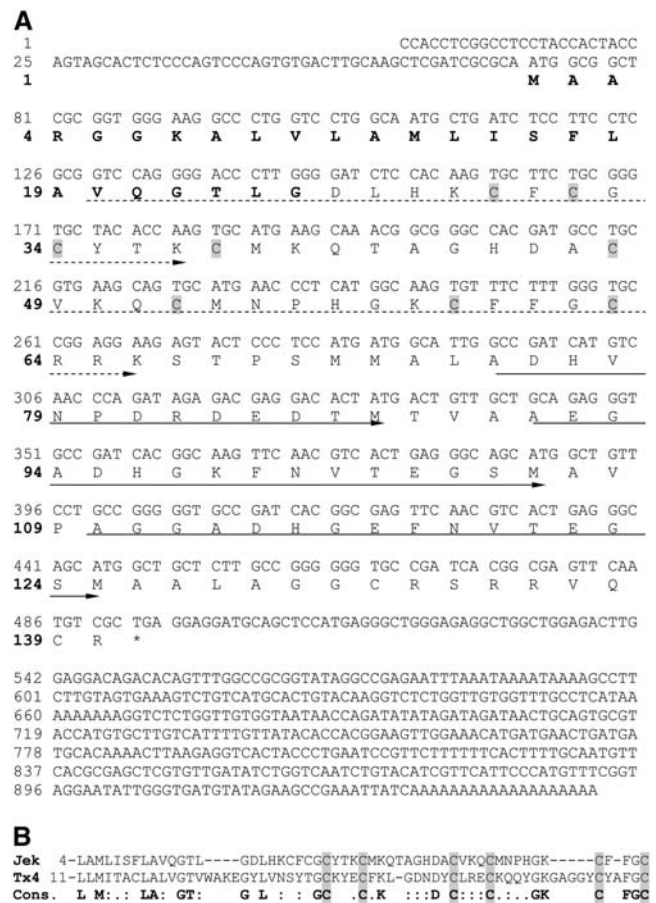 A
1 CCACCTCGGCCTCCTACCACTACC
25 AGTAGCACTCTCCCAGTCCCAGTGTGACTTGCAAGCTCGATCGCGCA ATG GCG GCT
1 M A A
81 CGC GGT GGG AAG GCC CTG GTC CTG GCA ATG CTG ATC TCC TTC CTC
4 R G G K A L V L A M L I S F L
126 GCG GTC CAG GGG ACC CTT GGG GAT CTC CAC AAG TGC TTC TGC GGG
19 A V Q G T L G D L H K C F C G
171 TGC TAC ACC AAG TGC ATG AAG CAA ACG GCG GGC CAC GAT GCC TGC
34 C Y T K C M K Q T A G H D A C
216 GTG AAG CAG TGC ATG AAC CCT CAT GGC AAG TGT TTC TTT GGG TGC
49 V K Q C M N P H G K C F F G C
261 CGG AGG AAG AGT ACT CCC TCC ATG ATG GCA TTG GCC GAT CAT GTC
64 R R K S T P S M M A L A D H V
306 AAC CCA GAT AGA GAC GAG GAC ACT ATG ACT GTT GCT GCA GAG GGT
79 N P D R D E D T M T V A A E G
351 GCC GAT CAC GGC AAG TTC AAC GTC ACT GAG GGC AGC ATG GCT GTT
94 A D H G K F N V T E G S M A V
396 CCT GCC GGG GGT GCC GAT CAC GGC GAG TTC AAC GTC ACT GAG GGC
109 P A G G A D H G E F N V T E G
441 AGC ATG GCT GCT CTT GCC GGG GGG TGC CGA TCA CGG CGA GTT CAA
124 S M A A L A G G C R S R R V Q
486 TGT CGC TGA GGAGGATGCAGCTCCATGAGGGCTGGGAGAGGCTGGCTGGAGACTTG
139 C R *
542 GAGGACAGACACAGTTTGGCCGCGGTATAGGCCGAGAATTTAAATAAAATAAAAGCCTT
601 CTTGTAGTGAAAGTCTGTCATGCACTGTACAAGGTCTCTGGTTGTGGTTTGCCTCATAA
660 AAAAAAAGGTCTCTGGTTGTGGTAATAACCAGATATATAGATAGATAACTGCAGTGCGT
719 ACCATGTGCTTGTCATTTTGTTATACACCACGGAAGTTGGAAACATGATGAACTGATGA
778 TGCACAAAACTTAAGAGGTCACTACCCTGAATCCGTTCTTTTTTCACTTTTGCAATGTT
837 CACGCGAGCTCGTGTTGATATCTGGTCAATCTGTACATCGTTCATTCCCATGTTTCGGT
896 AGGAATATTGGGTGATGTATAGAAGCCGAAATTATCAAAAAAAAAAAAAAAAAA
B
Jek 4-LAMLISFLAVQGTL----GDLHKCFCGCYTKCMKQTAGHDACVKQCMNPHGK-----CF-FGC
Tx4 11-LLMITACLALVGTVWAKEGYLVNSYTGCKYECFKL-GDNDYCLRECKQQYGKGAGGYCYAFGC
Cons. L M:.: LA: GT: G L : : GC .C.K :::D C:::C.: .GK C FGC